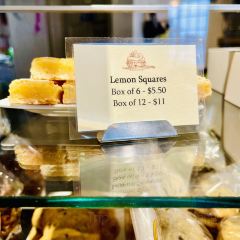 Lemon Squares
Box of 6 - $5.50
Box of 12 - $11